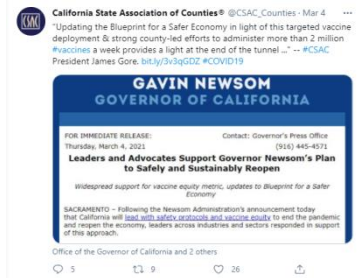 CSAC
California State Association of Counties® @CSAC_Counties · Mar 4 ...
"Updating the Blueprint for a Safer Economy in light of this targeted vaccine
deployment & strong county-led efforts to administer more than 2 million
#vaccines a week provides a light at the end of the tunnel ..." -- #CSAC
President James Gore. bit.ly/3v3qGDZ #COVID19
GAVIN NEWSOM
GOVERNOR OF CALIFORNIA
FOR IMMEDIATE RELEASE: Contact: Governor's Press Office
Thursday, March 4, 2021 (916) 445-4571
Leaders and Advocates Support Governor Newsom's Plan
to Safely and Sustainably Reopen
Widespread support for vaccine equity metric, updates to Blueprint for a Safer
Economy
SACRAMENTO – Following the Newsom Administration's announcement today
that California will lead with safety protocols and vaccine equity to end the pandemic
and reopen the economy, leaders across industries and sectors responded in support
of this approach.
Office of the Governor of California and 2 others
5 9 26